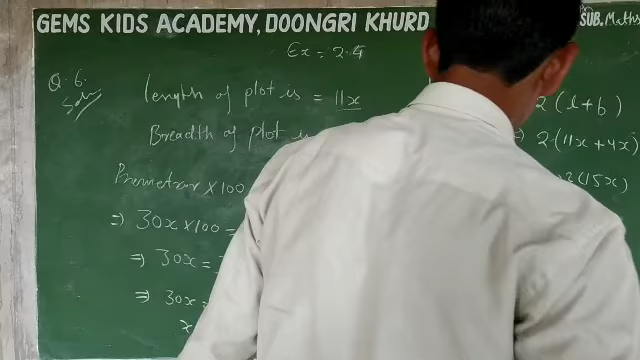 GEMS KIDS ACADEMY, DOONGRI KHURD
SUB. Maths
Ex = 2.4
Q.6.
Soln
length of plot is = 11x
Breadth of plot is
2(l+b)
2(11x+4x)
2(15x)
Premeter x 100
⇒ 30x x 100 =
⇒ 30x =
⇒ 30x =
x